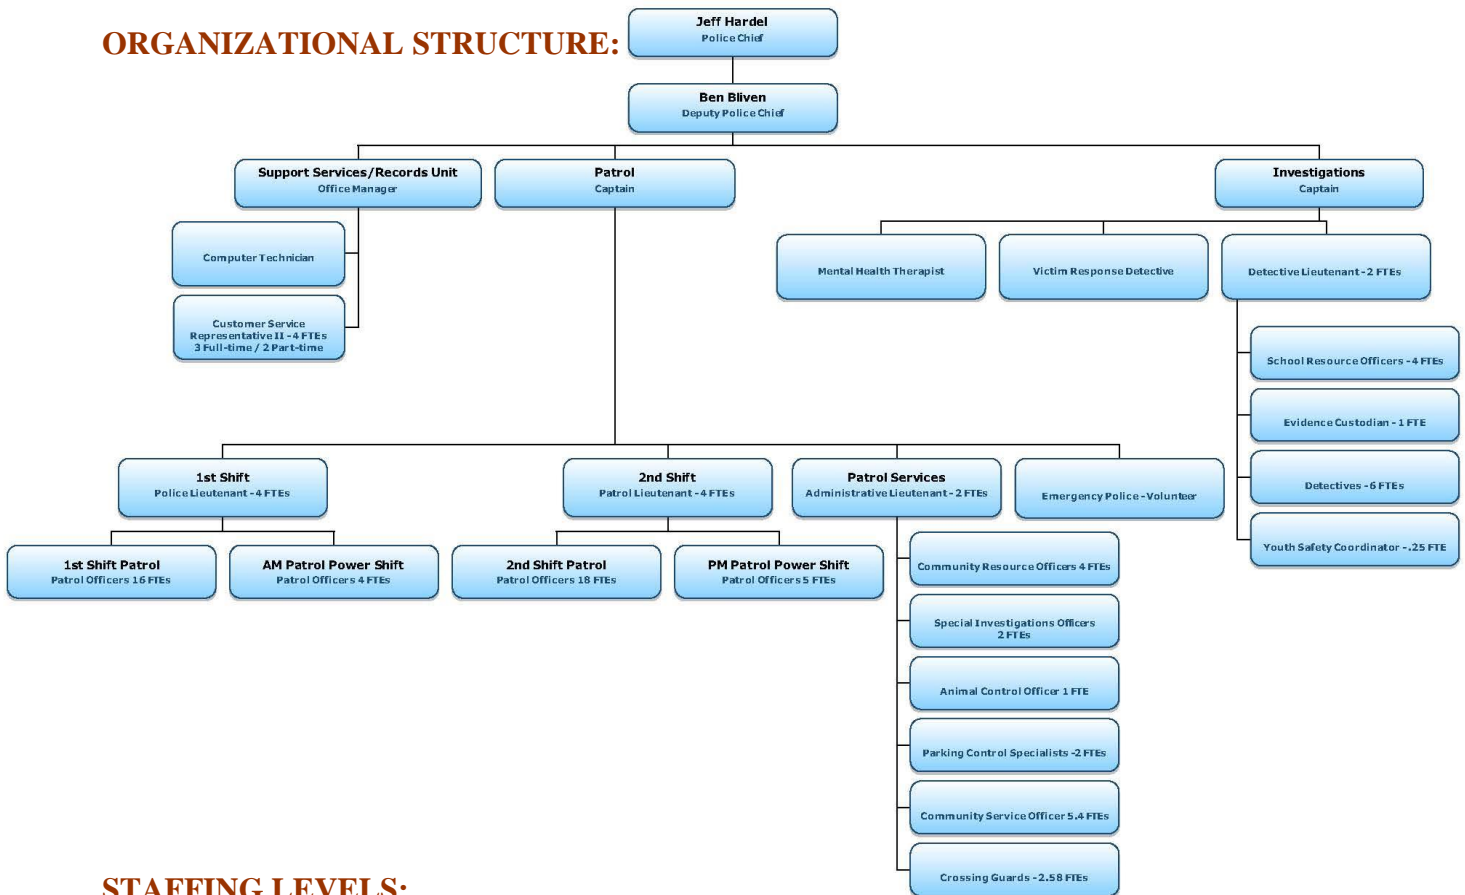 ORGANIZATIONAL STRUCTURE:
Jeff Hardel
Police Chief
Ben Bliven
Deputy Police Chief
Support Services/Records Unit
Office Manager
Patrol
Captain
Investigations
Captain
Computer Technician
Customer Service
Representative II - 4 FTEs
3 Full-time / 2 Part-time
Mental Health Therapist
Victim Response Detective
Detective Lieutenant - 2 FTEs
School Resource Officers - 4 FTEs
Evidence Custodian - 1 FTE
Detectives - 6 FTEs
Youth Safety Coordinator - .25 FTE
1st Shift
Police Lieutenant - 4 FTEs
2nd Shift
Patrol Lieutenant - 4 FTEs
Patrol Services
Administrative Lieutenant - 2 FTEs
Emergency Police - Volunteer
1st Shift Patrol
Patrol Officers 16 FTEs
AM Patrol Power Shift
Patrol Officers 4 FTEs
2nd Shift Patrol
Patrol Officers 18 FTEs
PM Patrol Power Shift
Patrol Officers 5 FTEs
Community Resource Officers 4 FTEs
Special Investigations Officers
2 FTEs
Animal Control Officer 1 FTE
Parking Control Specialists -2 FTEs
Community Service Officer 5.4 FTEs
Crossing Guards - 2.58 FTEs
STAFFING LEVELS: